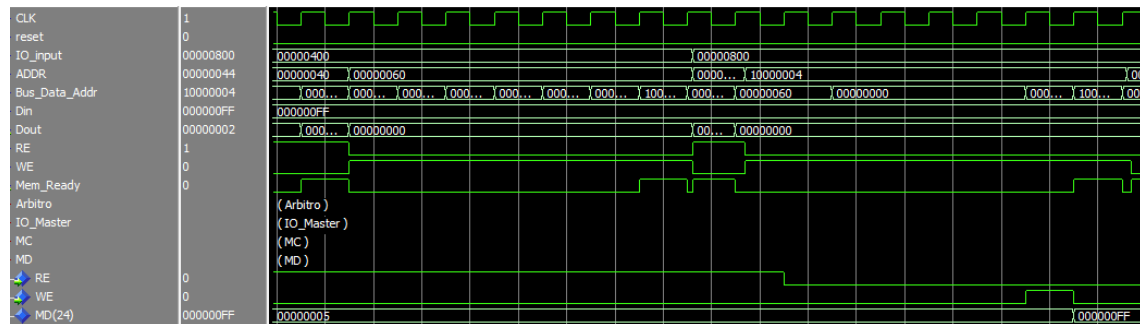 CLK 1
reset 0
IO_input 00000800 00000400 00000800
ADDR 00000044 00000040 00000060 0000... 10000004 00
Bus_Data_Addr 10000004 000... 000... 000... 000... 000... 000... 000... 100... 000... 00000060 00000000 000... 100... 00
Din 000000FF 000000FF
Dout 00000002 000... 00000000 00... 00000000
RE 1
WE 0
Mem_Ready 0
Arbitro ( Arbitro )
IO_Master ( IO_Master )
MC ( MC )
MD ( MD )
RE 0
WE 0
MD(24) 000000FF 00000005 000000FF